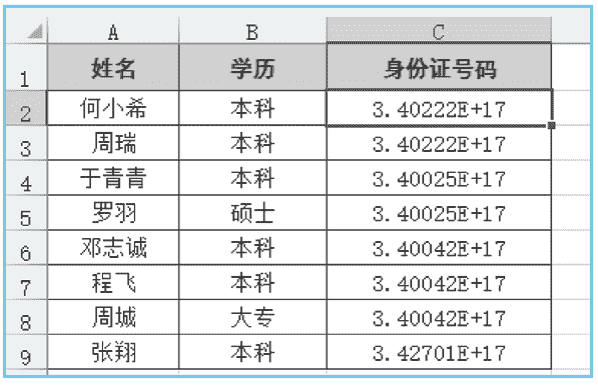 A B C
1 姓名 学历 身份证号码
2 何小希 本科 3.40222E+17
3 周瑞 本科 3.40222E+17
4 于青青 本科 3.40025E+17
5 罗羽 硕士 3.40025E+17
6 邓志诚 本科 3.40042E+17
7 程飞 本科 3.40042E+17
8 周城 大专 3.40042E+17
9 张翔 本科 3.42701E+17